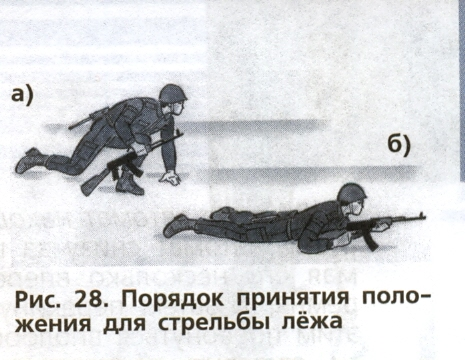 а)
б)
Рис. 28. Порядок принятия поло-
жения для стрельбы лёжа